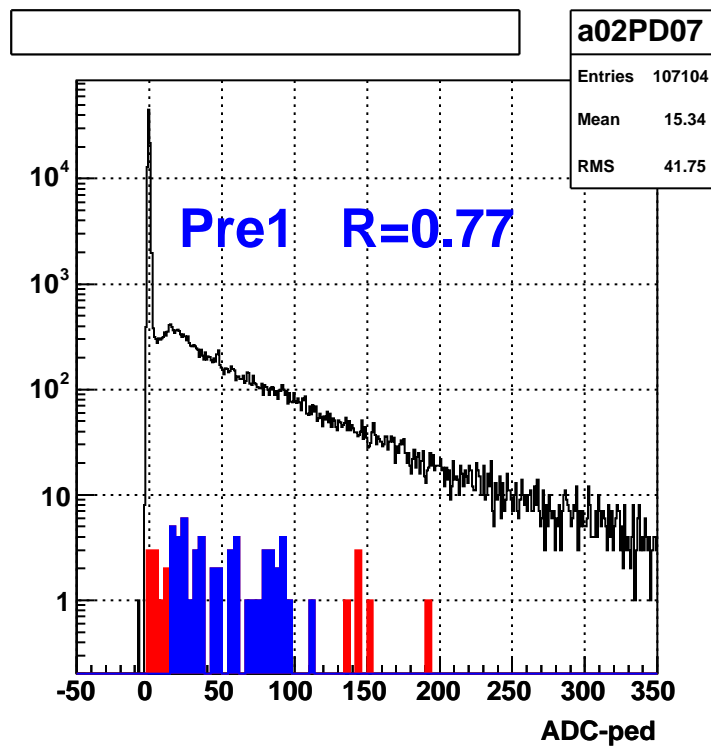 a02PD07
Entries 107104
Mean 15.34
RMS 41.75
Pre1 R=0.77
10^4
10^3
10^2
10
1
-50 0 50 100 150 200 250 300 350
ADC-ped